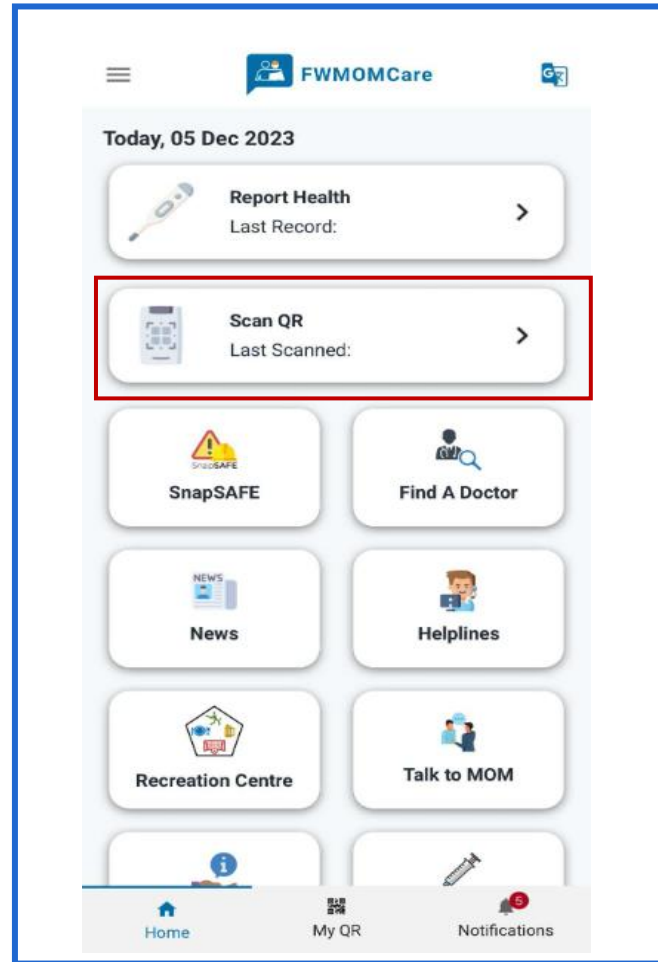 FWMOMCare
Today, 05 Dec 2023
Report Health
Last Record:
Scan QR
Last Scanned:
SnapSAFE
SnapSAFE
Find A Doctor
NEWS
News
Helplines
Recreation Centre
Talk to MOM
5
Home
My QR
Notifications